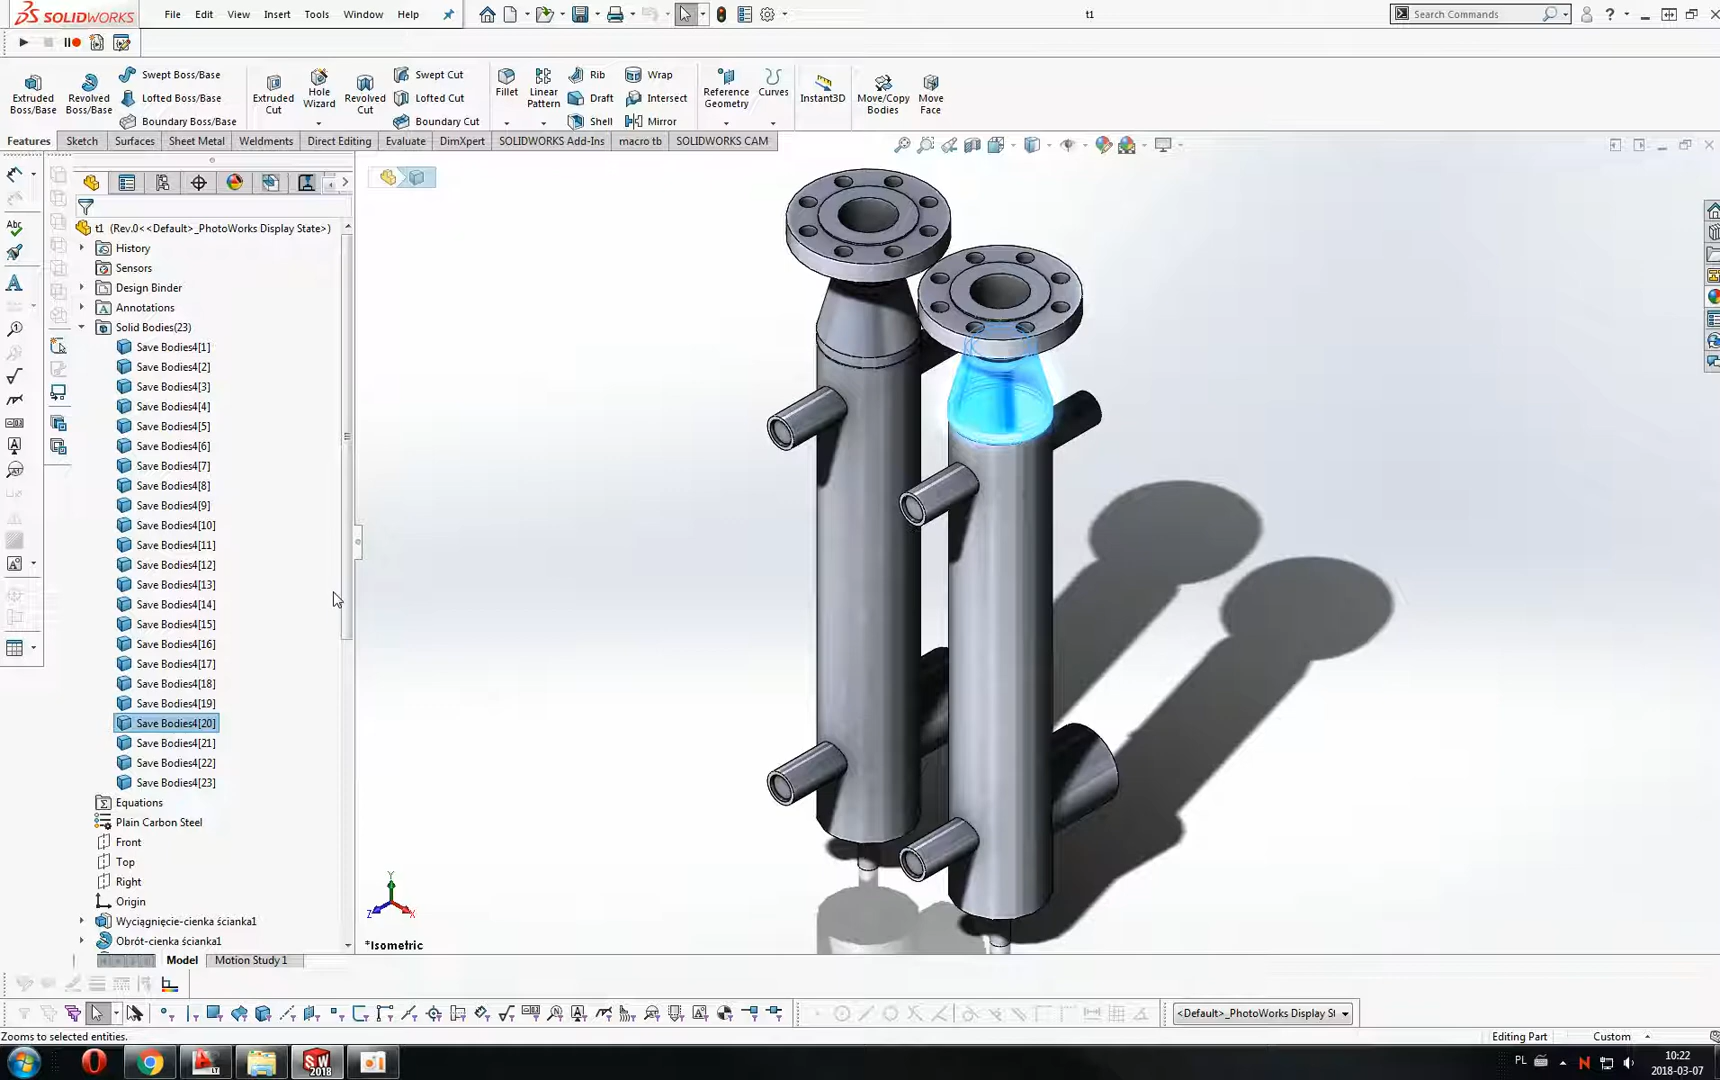 SOLIDWORKS File Edit View Insert Tools Window Help t1 Search Commands
Extruded Boss/Base
Revolved Boss/Base
Swept Boss/Base
Lofted Boss/Base
Boundary Boss/Base
Extruded Cut
Hole Wizard
Revolved Cut
Swept Cut
Lofted Cut
Boundary Cut
Fillet
Linear Pattern
Rib
Draft
Shell
Wrap
Intersect
Mirror
Reference Geometry
Curves
Instant3D
Move/Copy Bodies
Move Face
Features Sketch Surfaces Sheet Metal Weldments Direct Editing Evaluate DimXpert SOLIDWORKS Add-Ins macro tb SOLIDWORKS CAM
t1 (Rev.0<<Default>_PhotoWorks Display State>)
History
Sensors
Design Binder
Annotations
Solid Bodies(23)
Save Bodies4[1]
Save Bodies4[2]
Save Bodies4[3]
Save Bodies4[4]
Save Bodies4[5]
Save Bodies4[6]
Save Bodies4[7]
Save Bodies4[8]
Save Bodies4[9]
Save Bodies4[10]
Save Bodies4[11]
Save Bodies4[12]
Save Bodies4[13]
Save Bodies4[14]
Save Bodies4[15]
Save Bodies4[16]
Save Bodies4[17]
Save Bodies4[18]
Save Bodies4[19]
Save Bodies4[20]
Save Bodies4[21]
Save Bodies4[22]
Save Bodies4[23]
Equations
Plain Carbon Steel
Front
Top
Right
Origin
Wyciągnięcie-cienka ścianka1
Obrót-cienka ścianka1
Y
Z X
*Isometric
Model Motion Study 1
<Default>_PhotoWorks Display St
Zooms to selected entities. Editing Part Custom
PL 10:22
2018-03-07